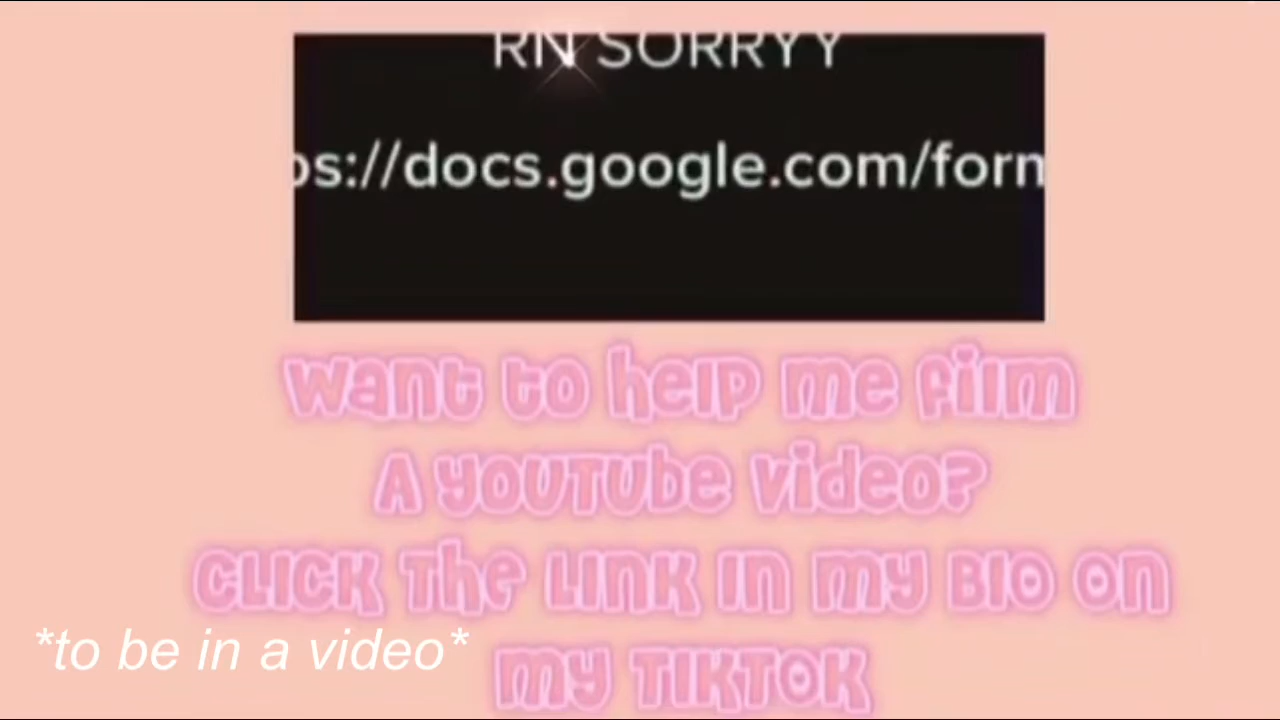 RN SORRYY
ps://docs.google.com/form
want to help me film
A YOUTUbe video?
CLICK The LINK IN my BIO on
my TIKTOK
*to be in a video*